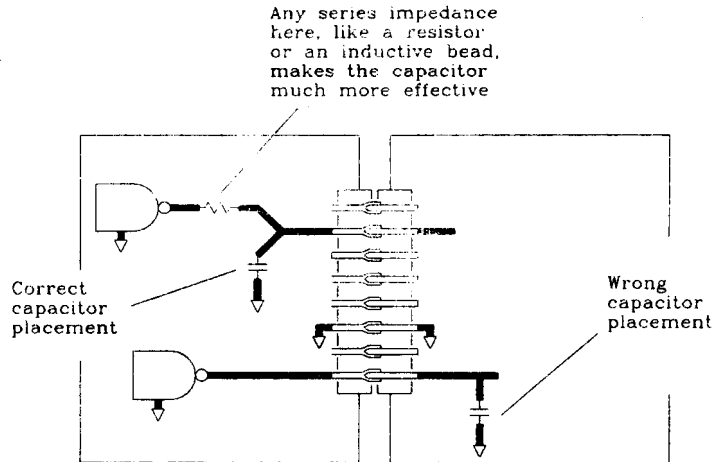 Any series impedance
here, like a resistor
or an inductive bead,
makes the capacitor
much more effective
Correct
capacitor
placement
Wrong
capacitor
placement